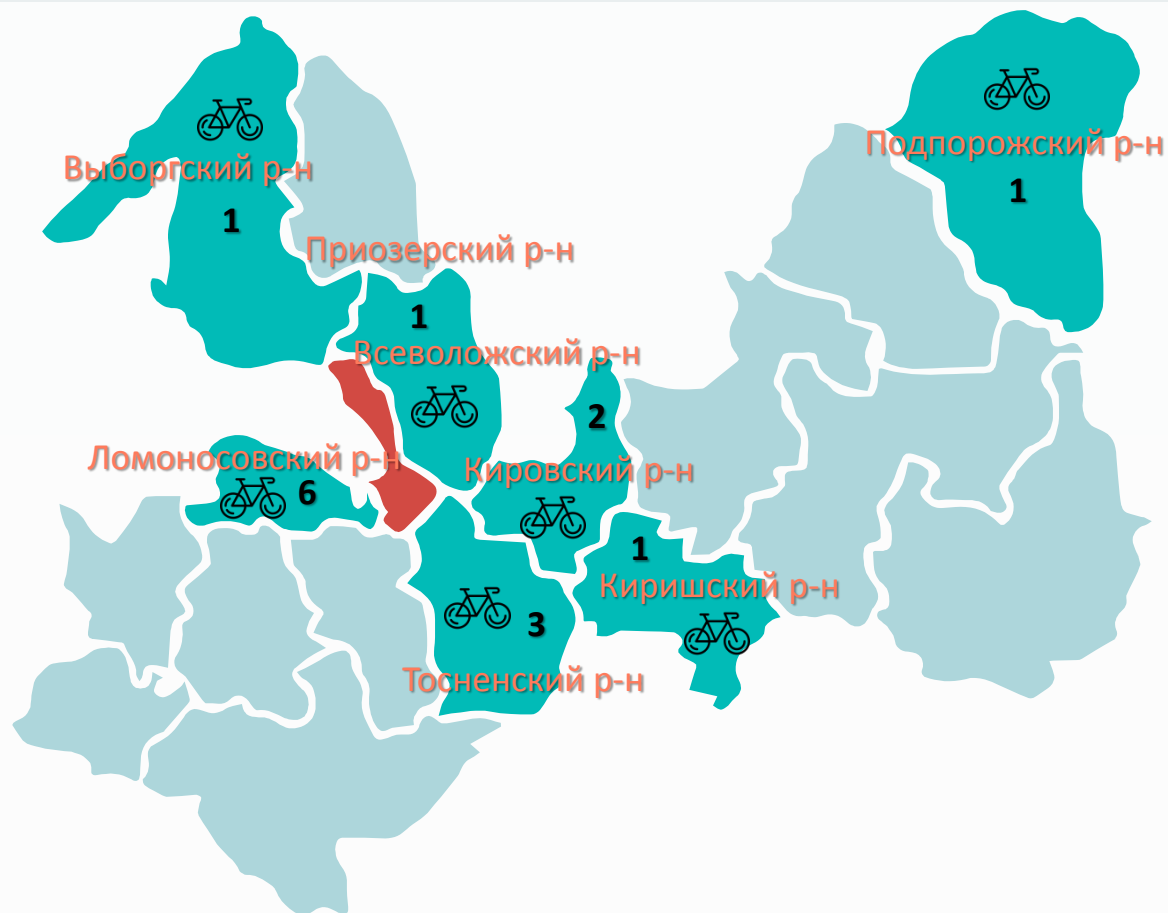 Подпорожский р-н
1
Выборгский р-н
1
Приозерский р-н
1
Всеволожский р-н
2
Ломоносовский р-н
6
Кировский р-н
1
Киришский р-н
3
Тосненский р-н